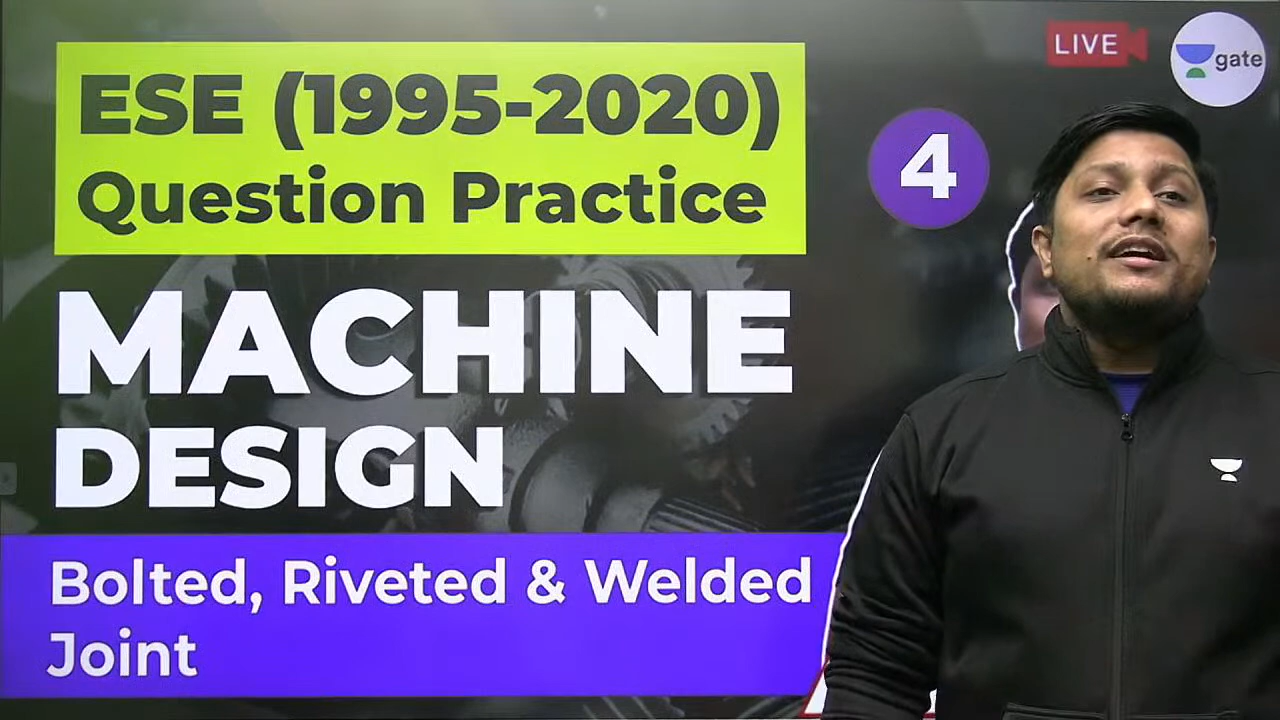 LIVE
gate
ESE (1995-2020)
Question Practice
4
MACHINE
DESIGN
Bolted, Riveted & Welded
Joint